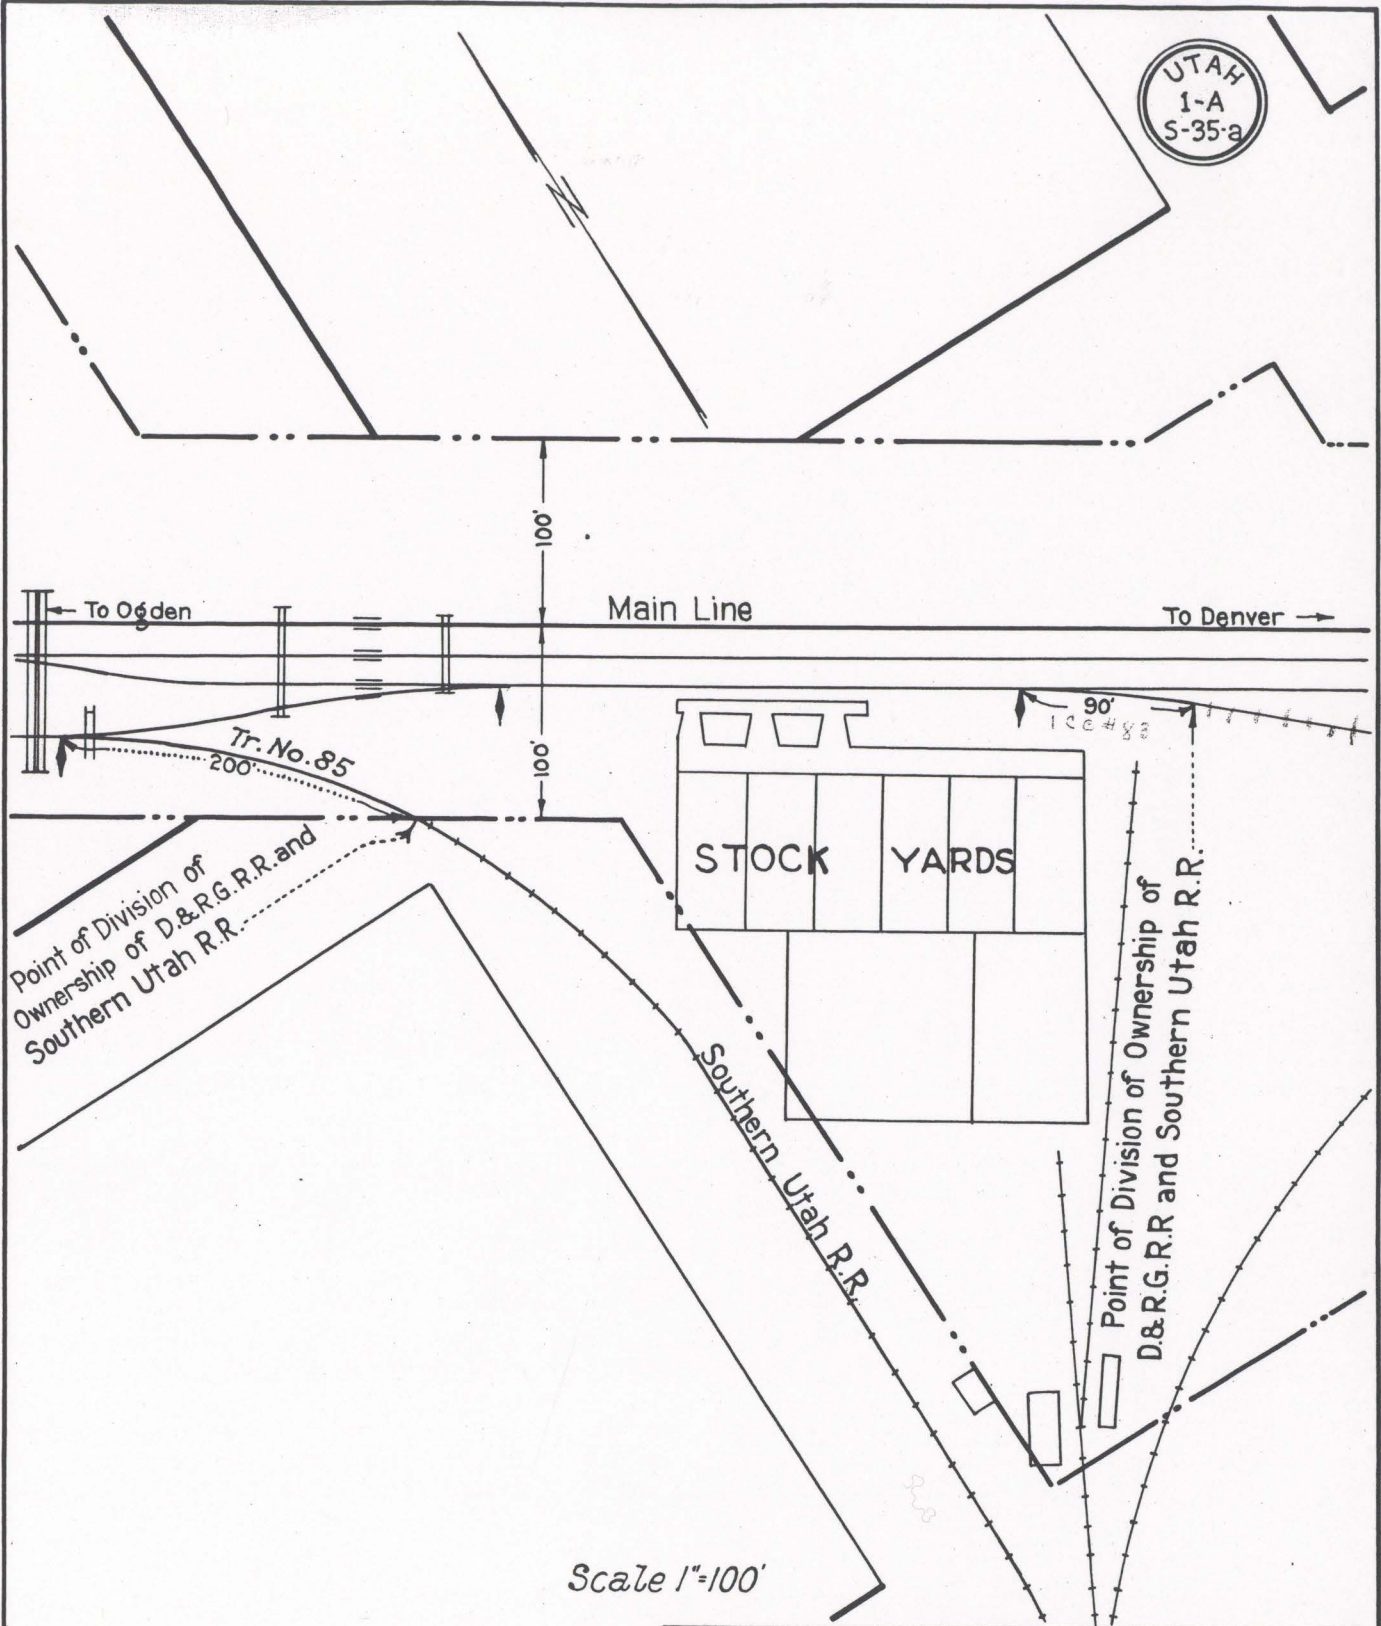 UTAH
1-A
S-35-a
100'
To Ogden
Main Line
To Denver
90'
Tr. No. 85
200'
100'
STOCK YARDS
Point of Division of
Ownership of D.&R.G.R.R. and
Southern Utah R.R.
Point of Division of Ownership of
D.&R.G.R.R and Southern Utah R.R.
Southern Utah R.R.
Scale 1"=100'